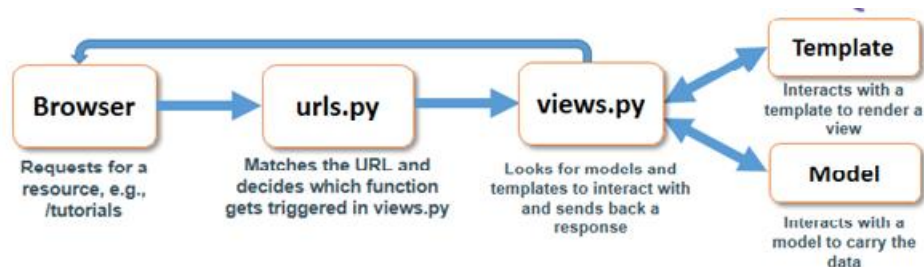 Browser
Requests for a
resource, e.g.,
/tutorials
urls.py
Matches the URL and
decides which function
gets triggered in views.py
views.py
Looks for models and
templates to interact with
and sends back a
response
Template
Interacts with a
template to render a
view
Model
Interacts with a
model to carry the
data